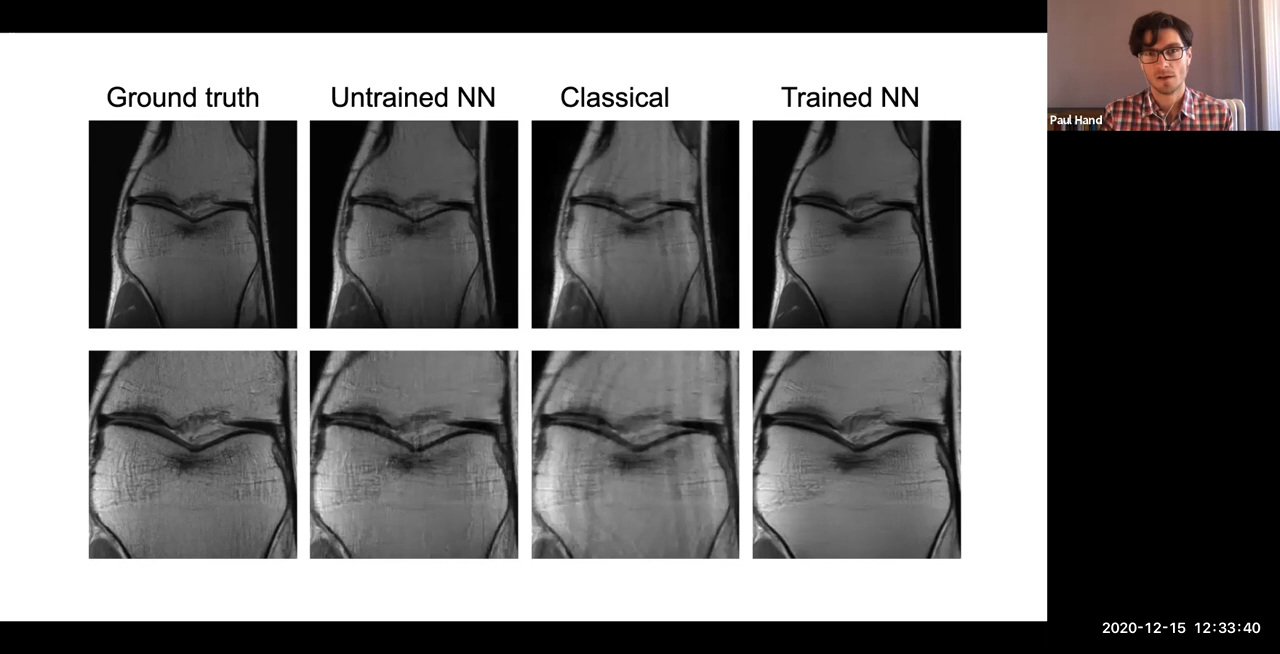 Ground truth Untrained NN Classical Trained NN
Paul Hand
2020-12-15 12:33:40